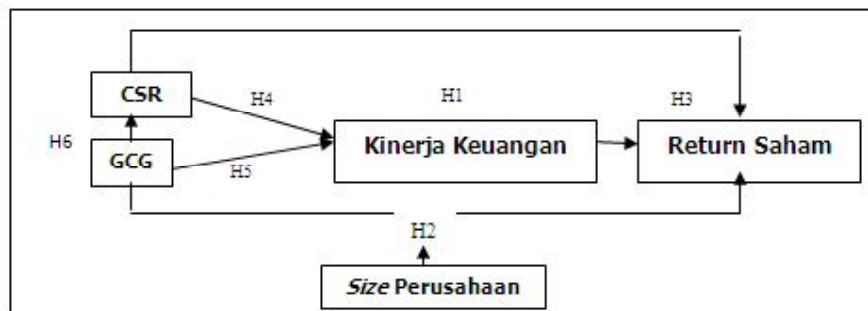 CSR
H4
H1
H3
H6
GCG
H5
Kinerja Keuangan
Return Saham
H2
Size Perusahaan